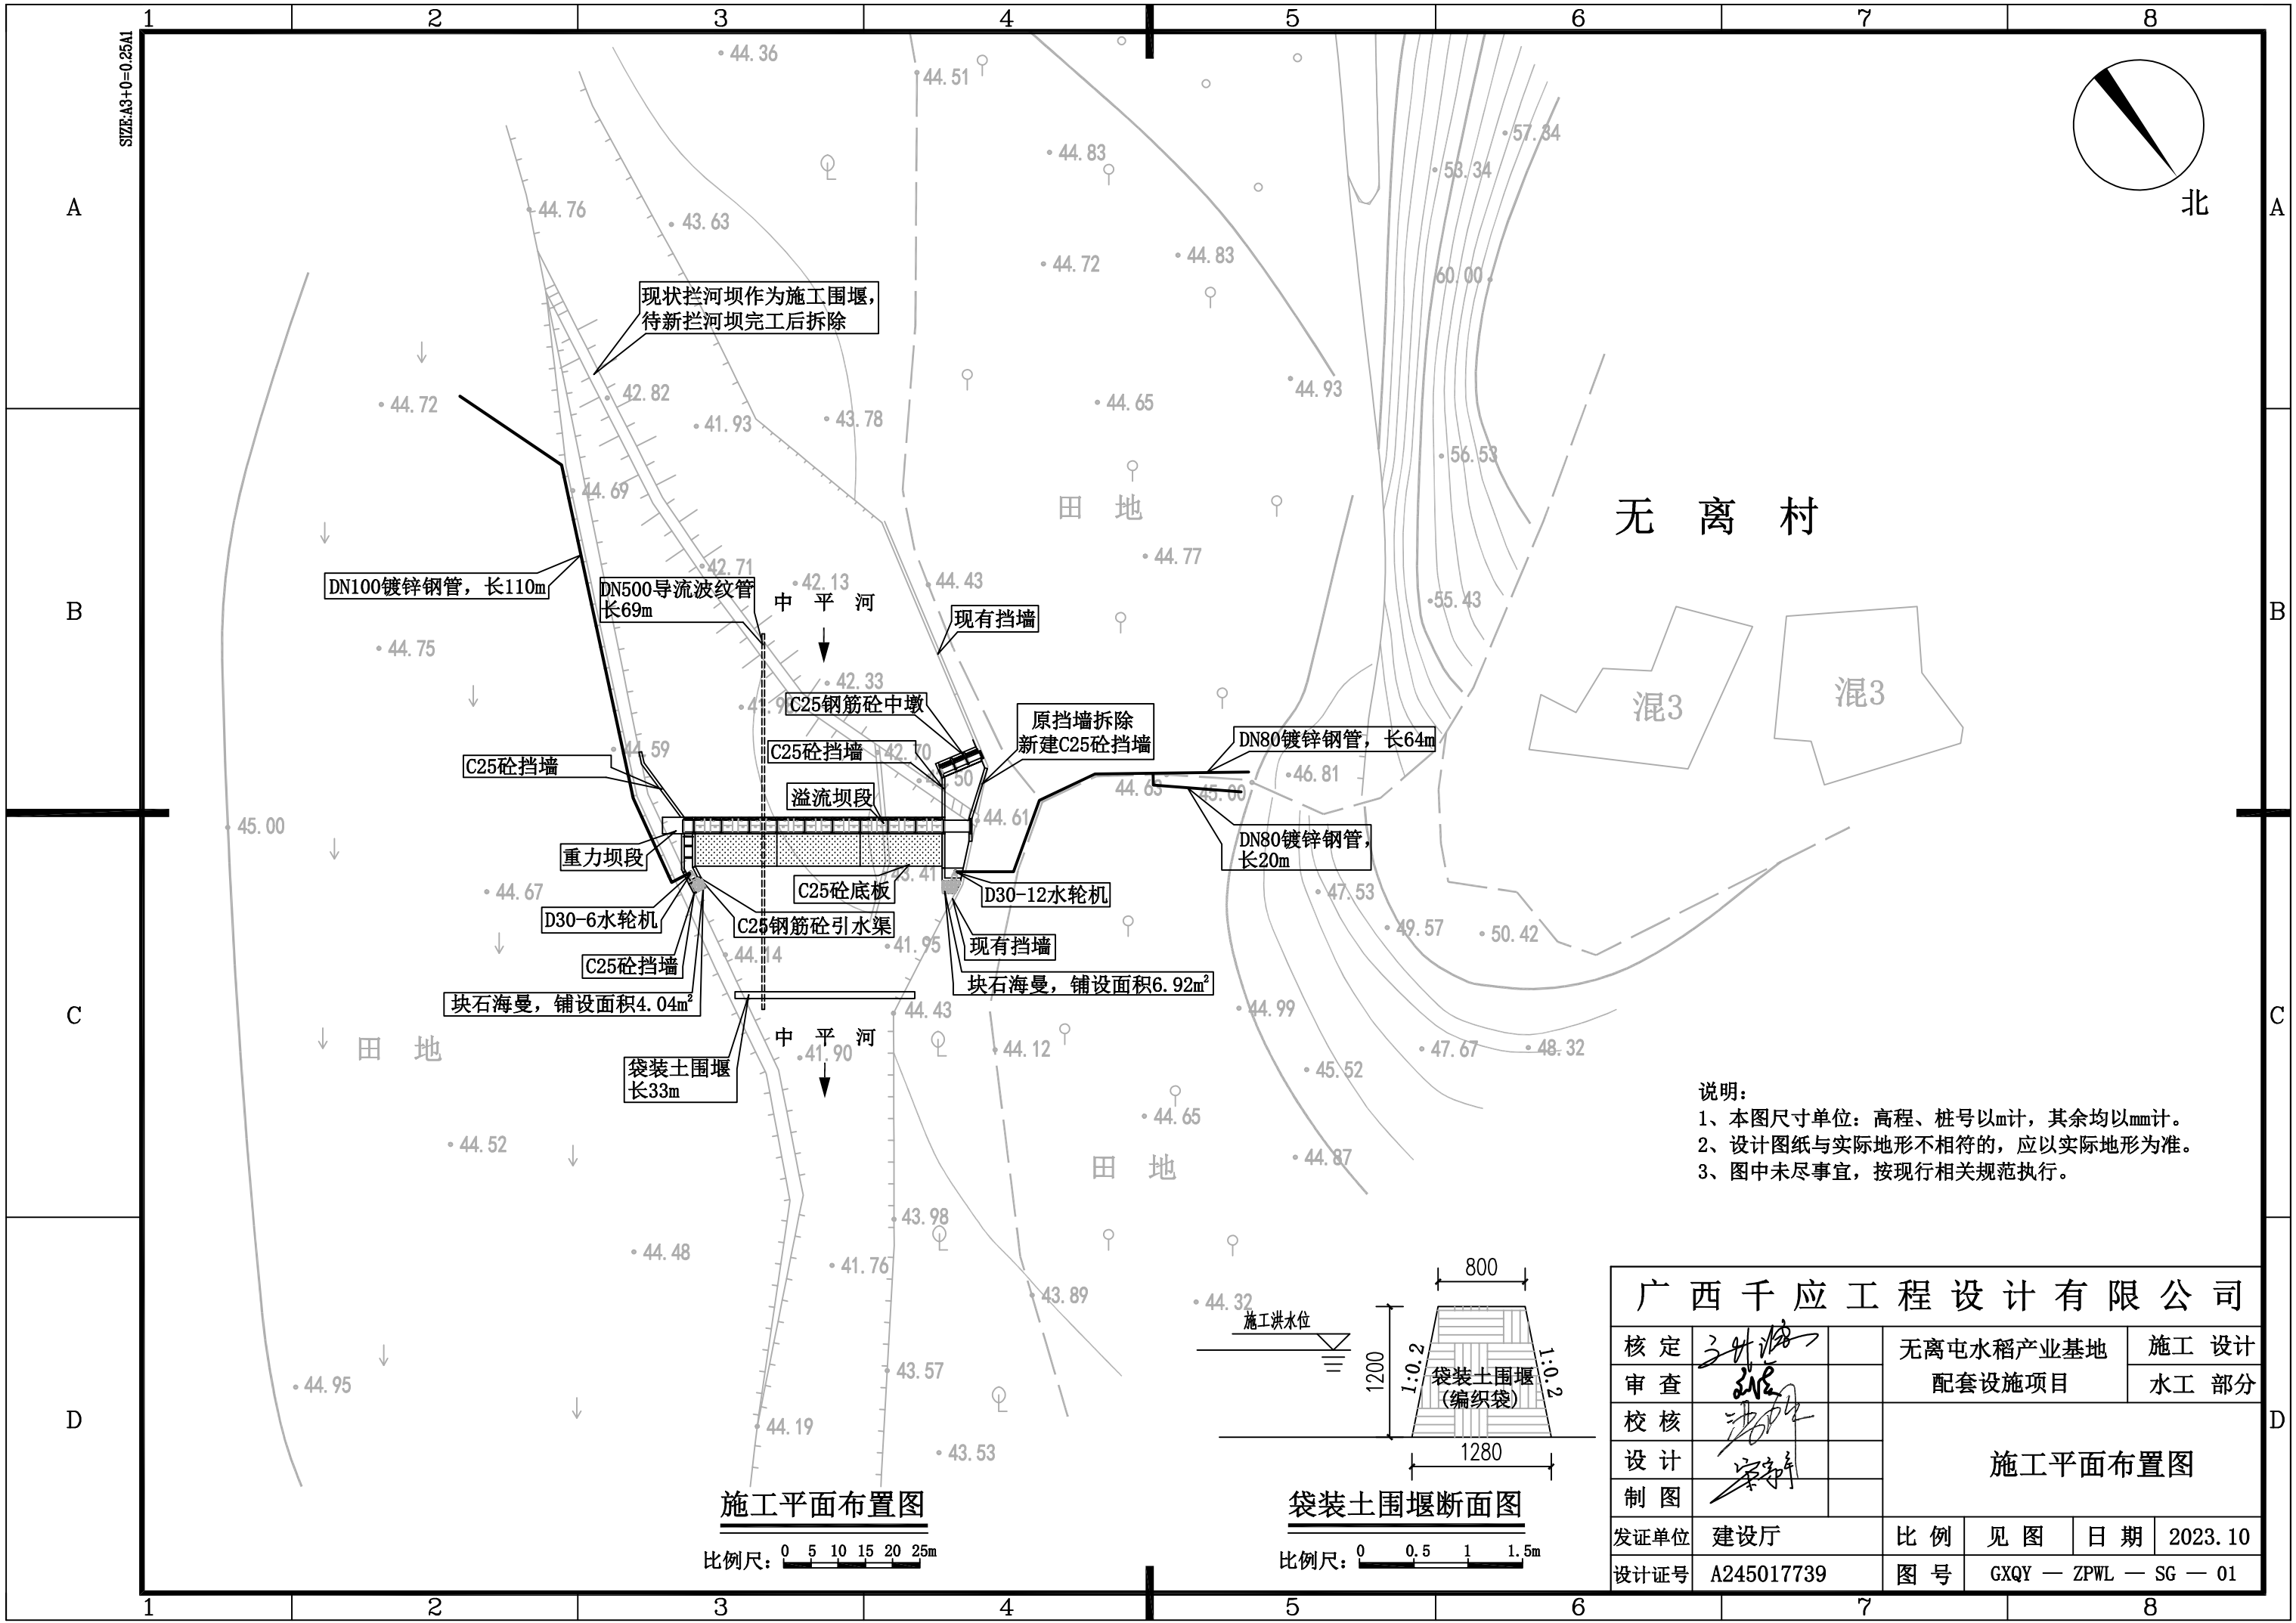 1 2 3 4 5 6 7 8
SIZE:A3+0=0.25A1
A
B
C
D
A
B
C
D
北
44.36
44.51
44.83
57.34
53.34
44.76
43.63
44.72
44.83
60.00
现状拦河坝作为施工围堰,
待新拦河坝完工后拆除
42.82
44.72
41.93
43.78
44.65
44.93
56.53
44.69
田 地
无 离 村
44.77
42.71
42.13
44.43
DN100镀锌钢管，长110m
DN500导流波纹管
长69m
中 平 河
现有挡墙
55.43
44.75
42.33
混3
混3
C25钢筋砼中墩
原挡墙拆除
新建C25砼挡墙
DN80镀锌钢管，长64m
44.59
C25砼挡墙
C25砼挡墙
42.70
46.81
44.63
45.00
溢流坝段
44.61
45.00
DN80镀锌钢管,
长20m
重力坝段
43.41
C25砼底板
D30-12水轮机
44.67
47.53
D30-6水轮机
C25钢筋砼引水渠
49.57
50.42
41.95
现有挡墙
44.14
C25砼挡墙
块石海曼，铺设面积4.04m²
块石海曼，铺设面积6.92m²
44.43
44.99
中 平 河
41.90
44.12
47.67
48.32
田 地
袋装土围堰
长33m
45.52
44.65
44.52
44.87
田 地
说明:
1、本图尺寸单位: 高程、桩号以m计，其余均以mm计。
2、设计图纸与实际地形不相符的，应以实际地形为准。
3、图中未尽事宜，按现行相关规范执行。
43.98
44.48
41.76
43.89
44.32
43.57
44.95
44.19
43.53
800
施工洪水位
1200
1:0.2
1:0.2
袋装土围堰
(编织袋)
1280
施工平面布置图
比例尺: 0 5 10 15 20 25m
袋装土围堰断面图
比例尺: 0 0.5 1 1.5m
广西千应工程设计有限公司
核 定
审 查
校 核
设 计
制 图
无离屯水稻产业基地
配套设施项目
施工 设计
水工 部分
施工平面布置图
发证单位 建设厅 比 例 见 图 日 期 2023.10
设计证号 A245017739 图 号 GXQY — ZPWL — SG — 01
1 2 3 4 5 6 7 8